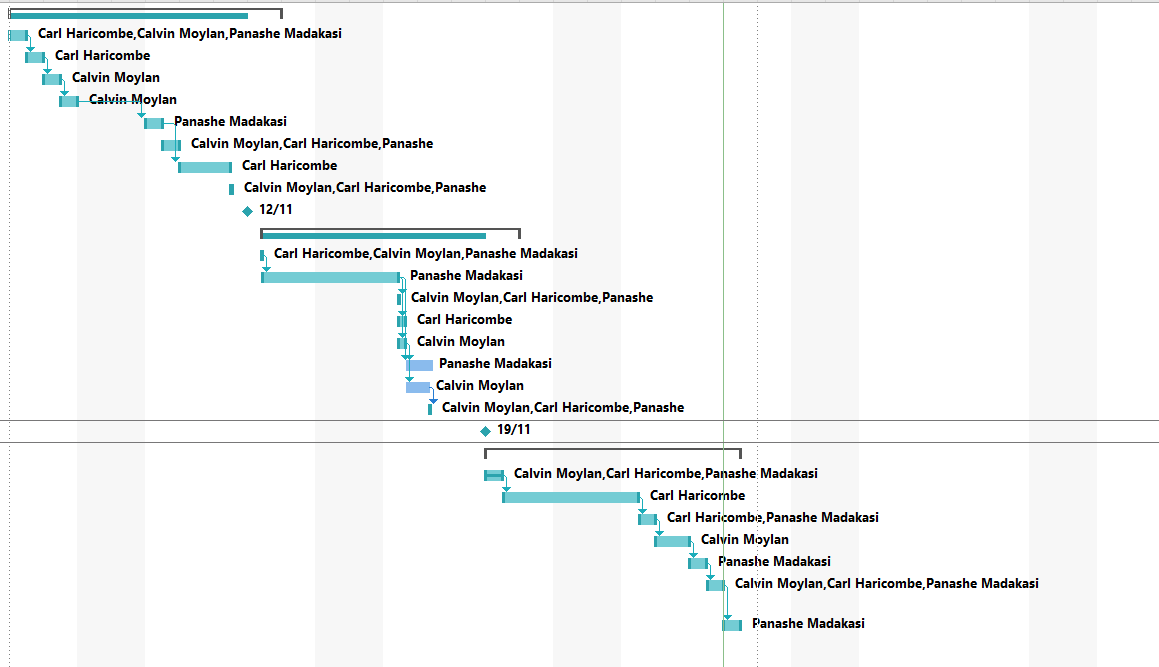 Carl Haricombe,Calvin Moylan,Panashe Madakasi
Carl Haricombe
Calvin Moylan
Calvin Moylan
Panashe Madakasi
Calvin Moylan,Carl Haricombe,Panashe
Carl Haricombe
Calvin Moylan,Carl Haricombe,Panashe
12/11
Carl Haricombe,Calvin Moylan,Panashe Madakasi
Panashe Madakasi
Calvin Moylan,Carl Haricombe,Panashe
Carl Haricombe
Calvin Moylan
Panashe Madakasi
Calvin Moylan
Calvin Moylan,Carl Haricombe,Panashe
19/11
Calvin Moylan,Carl Haricombe,Panashe Madakasi
Carl Haricombe
Carl Haricombe,Panashe Madakasi
Calvin Moylan
Panashe Madakasi
Calvin Moylan,Carl Haricombe,Panashe Madakasi
Panashe Madakasi